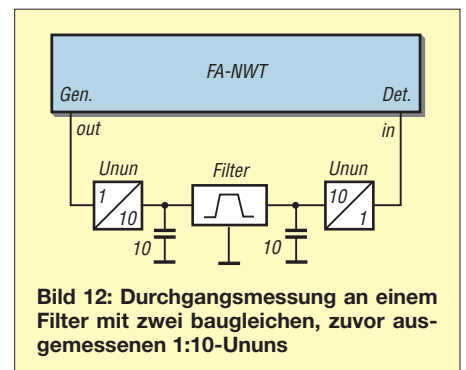 FA-NWT
Gen. Det.
out in
Unun Filter Unun
1 10 10 1
10 10
Bild 12: Durchgangsmessung an einem
Filter mit zwei baugleichen, zuvor aus-
gemessenen 1:10-Ununs